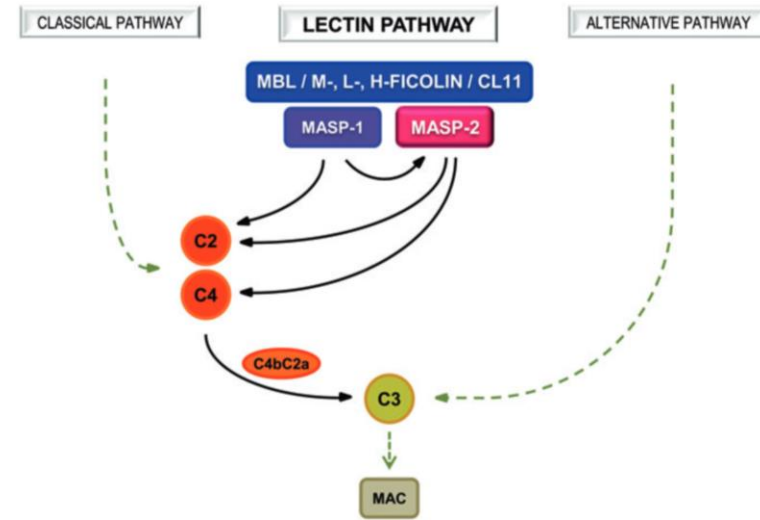 CLASSICAL PATHWAY
LECTIN PATHWAY
ALTERNATIVE PATHWAY
MBL / M-, L-, H-FICOLIN / CL11
MASP-1
MASP-2
C2
C4
C4bC2a
C3
MAC